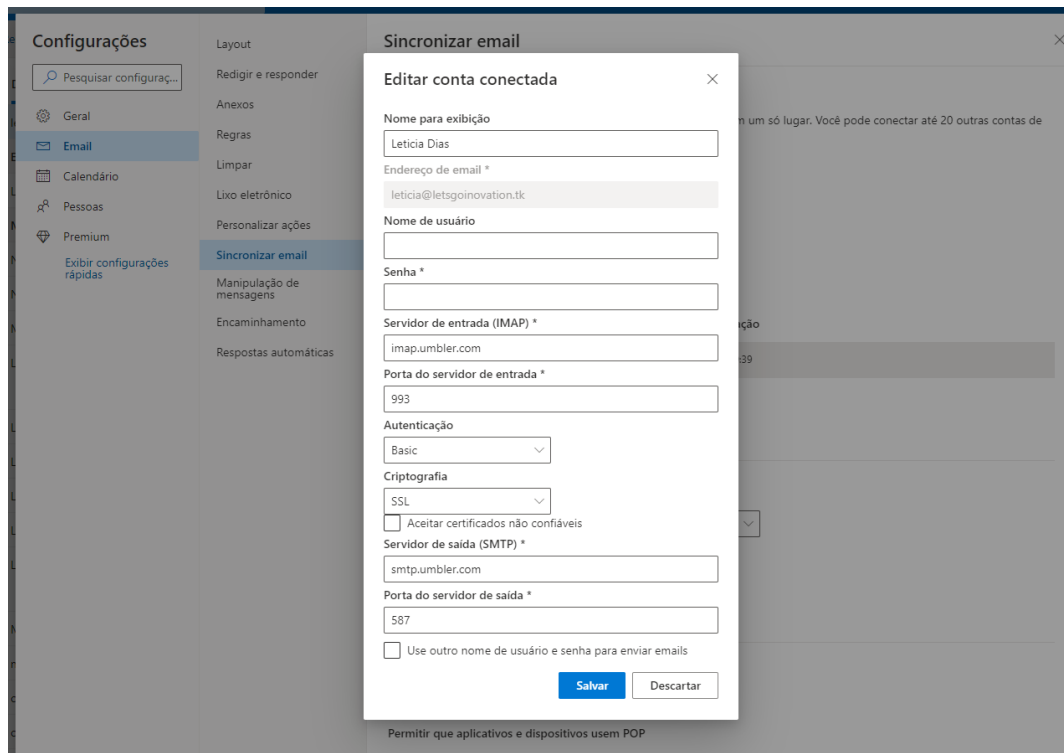 Configurações
Pesquisar configuraç...
Geral
Email
Calendário
Pessoas
Premium
Exibir configurações
rápidas
Layout
Redigir e responder
Anexos
Regras
Limpar
Lixo eletrônico
Personalizar ações
Sincronizar email
Manipulação de
mensagens
Encaminhamento
Respostas automáticas
Sincronizar email
m um só lugar. Você pode conectar até 20 outras contas de
ção
:39
Editar conta conectada
Nome para exibição
Leticia Dias
Endereço de email *
leticia@letsgoinovation.tk
Nome de usuário
Senha *
Servidor de entrada (IMAP) *
imap.umbler.com
Porta do servidor de entrada *
993
Autenticação
Basic
Criptografia
SSL
Aceitar certificados não confiáveis
Servidor de saída (SMTP) *
smtp.umbler.com
Porta do servidor de saída *
587
Use outro nome de usuário e senha para enviar emails
Salvar
Descartar
Permitir que aplicativos e dispositivos usem POP